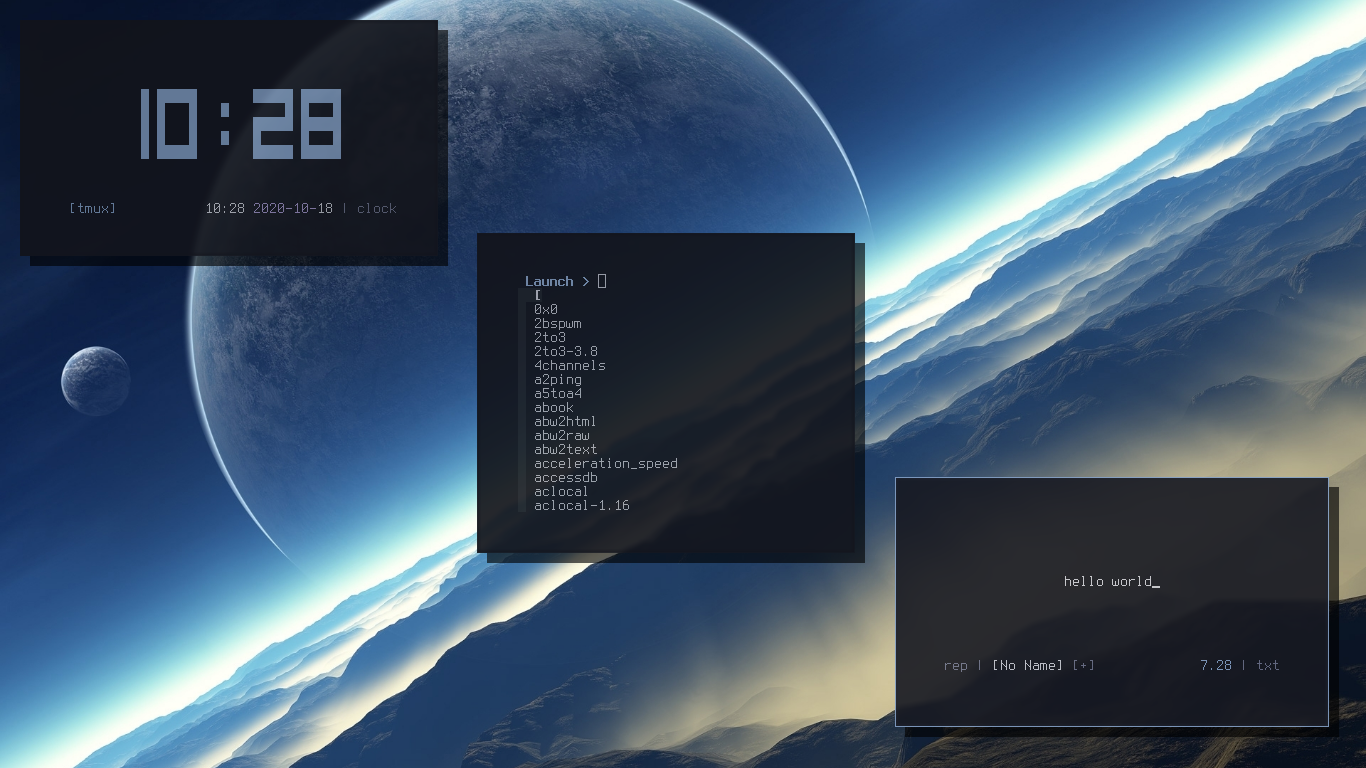 10:28
[tmux] 10:28 2020-10-18 | clock
Launch >
[
0x0
2bspwm
2to3
2to3-3.8
4channels
a2ping
a5toa4
abook
abw2html
abw2raw
abw2text
acceleration_speed
accessdb
aclocal
aclocal-1.16
hello world_
rep | [No Name] [+] 7.28 | txt